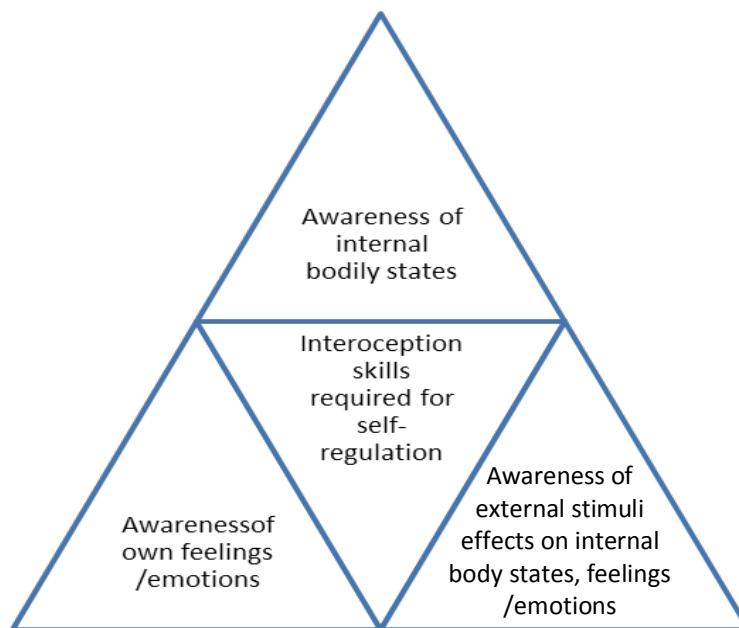 Awareness of
internal
bodily states
Interoception
skills
required for
self-
regulation
Awarenessof
own feelings
/emotions
Awareness of
external stimuli
effects on internal
body states, feelings
/emotions